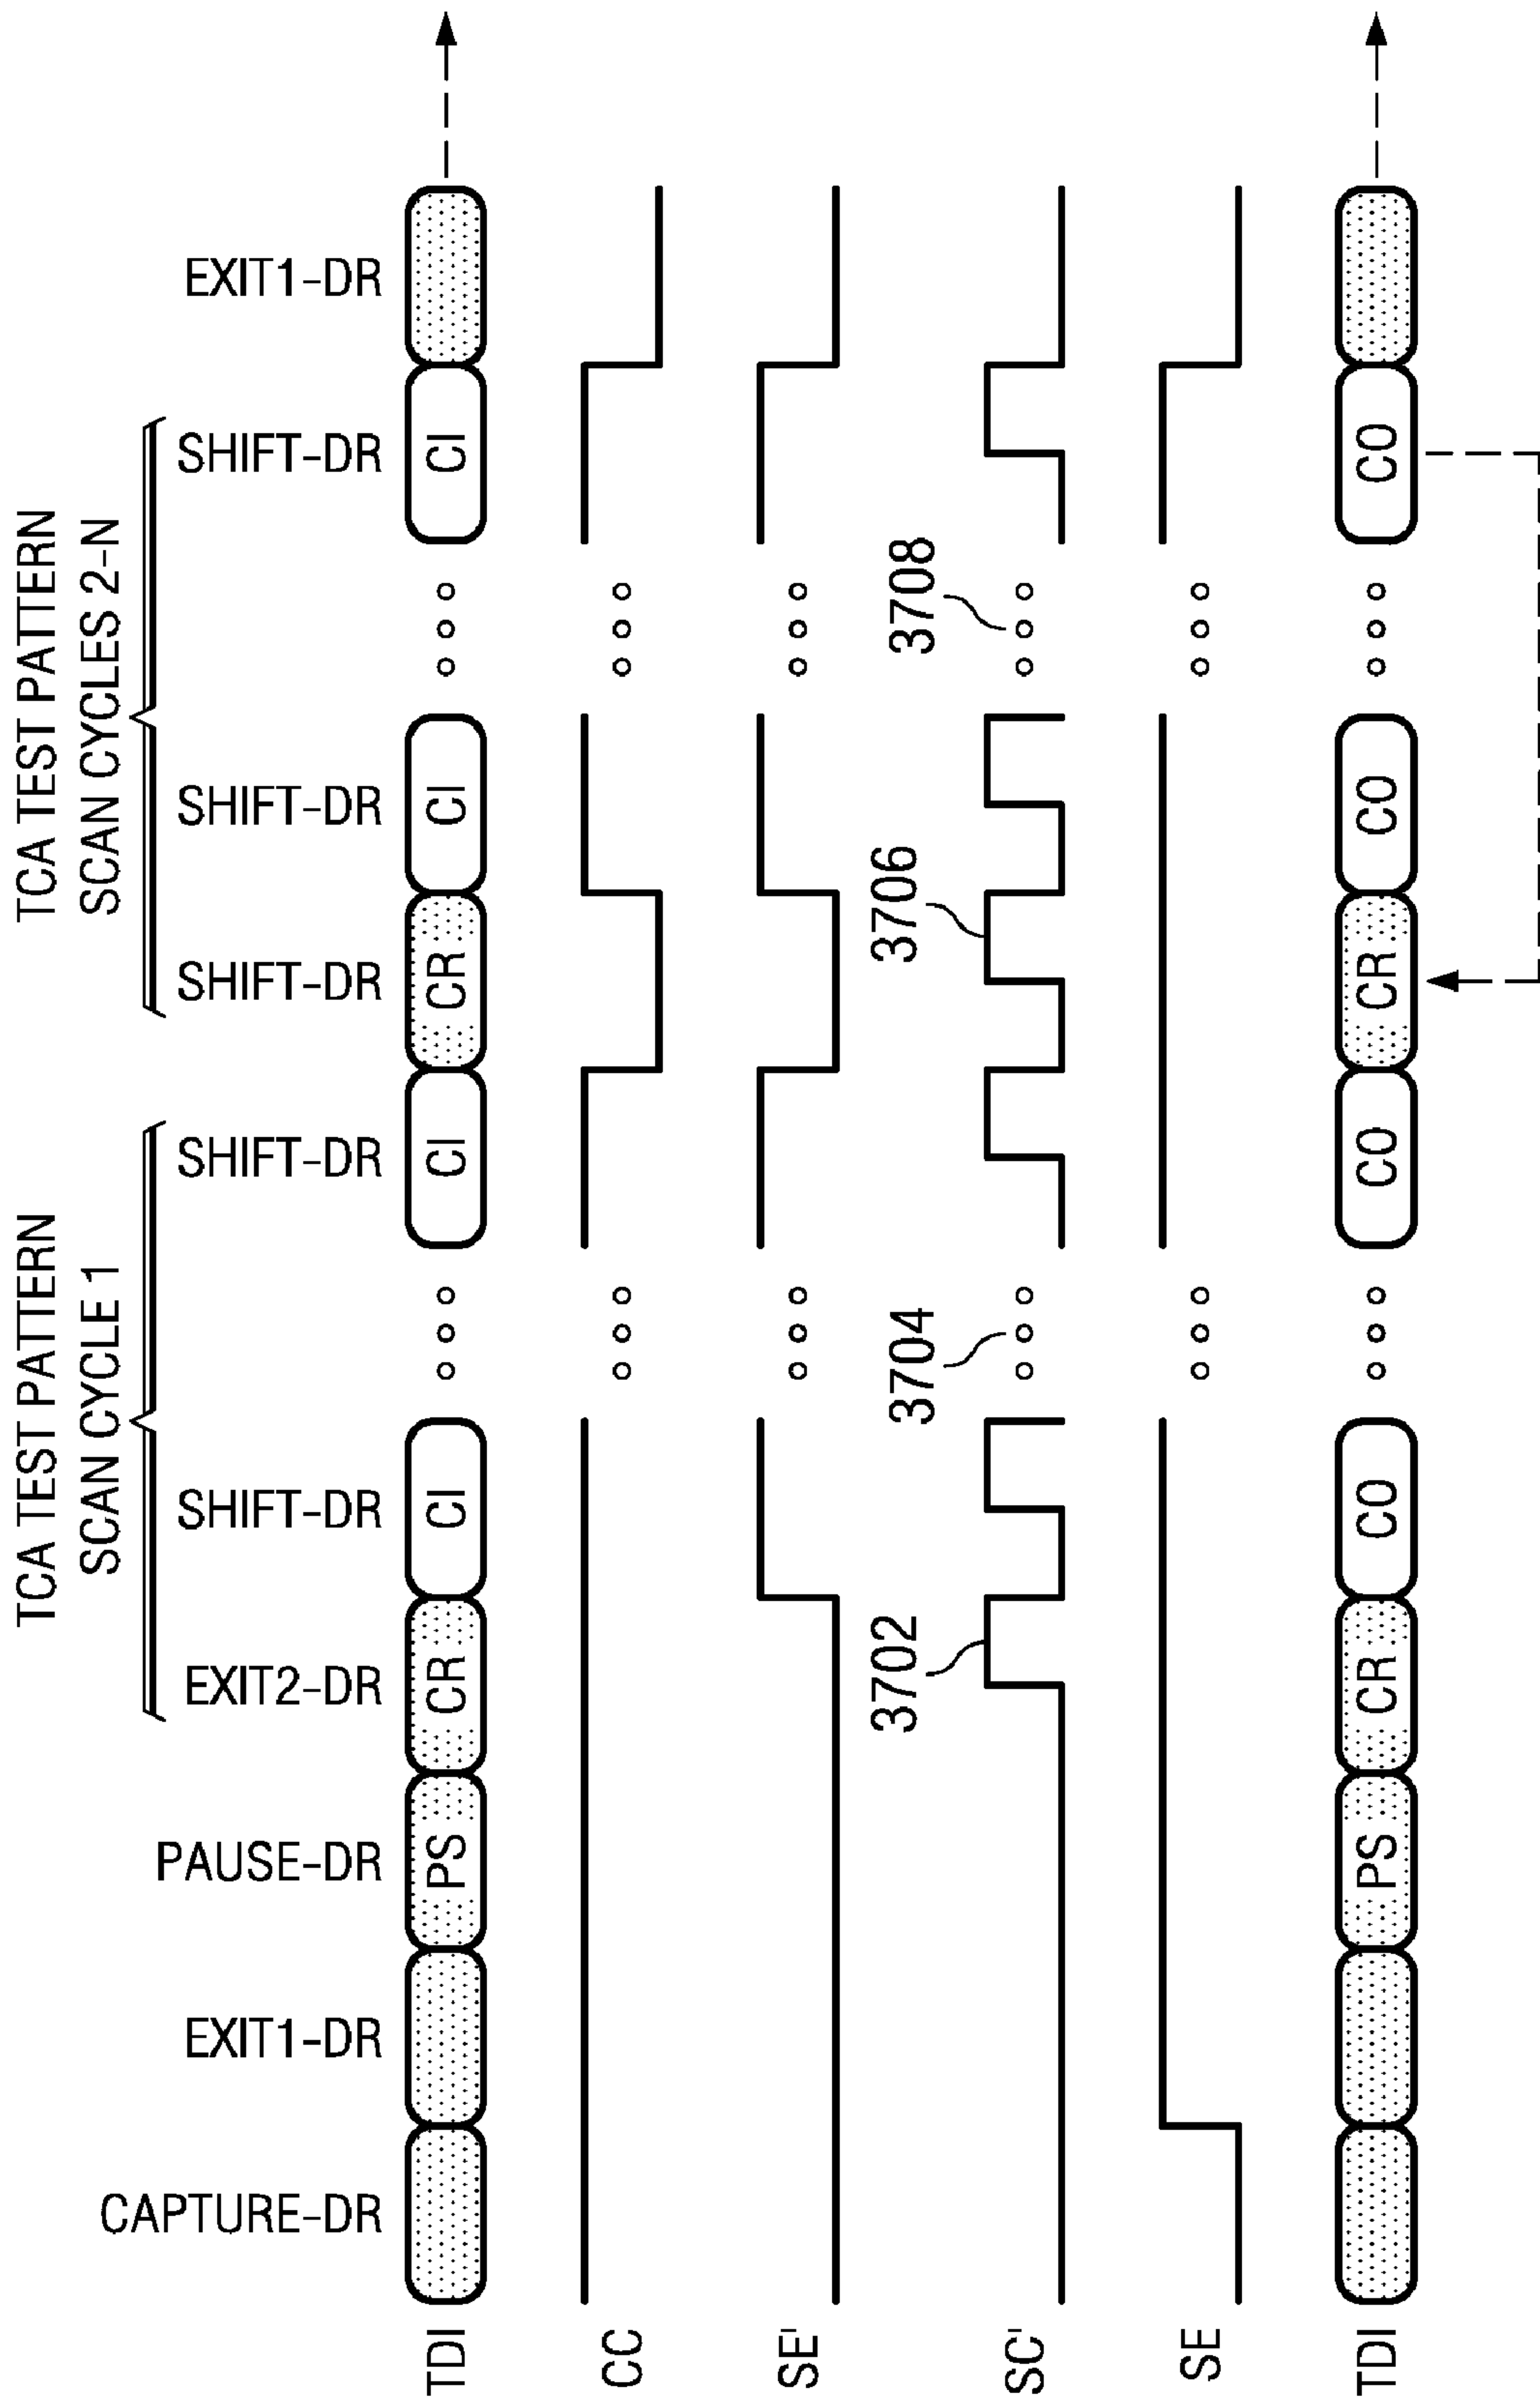 TCA TEST PATTERN
SCAN CYCLE 1
TCA TEST PATTERN
SCAN CYCLES 2-N
CAPTURE-DR
EXIT1-DR
PAUSE-DR
EXIT2-DR
SHIFT-DR
SHIFT-DR
SHIFT-DR
SHIFT-DR
SHIFT-DR
EXIT1-DR
TDI
PS
CR
CI
CI
CR
CI
CI
CC
SE'
3702
3704
3706
3708
SC'
SE
TDI
PS
CR
CO
CO
CR
CO
CO